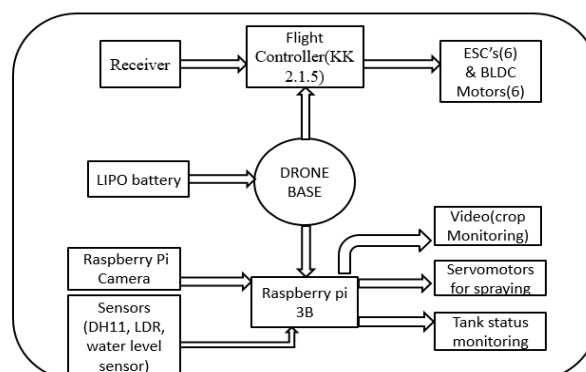 Receiver
Flight
Controller(KK
2.1.5)
ESC's(6)
& BLDC
Motors(6)
LIPO battery
DRONE
BASE
Raspberry Pi
Camera
Sensors
(DH11, LDR,
water level
sensor)
Raspberry pi
3B
Video(crop
Monitoring)
Servomotors
for spraying
Tank status
monitoring